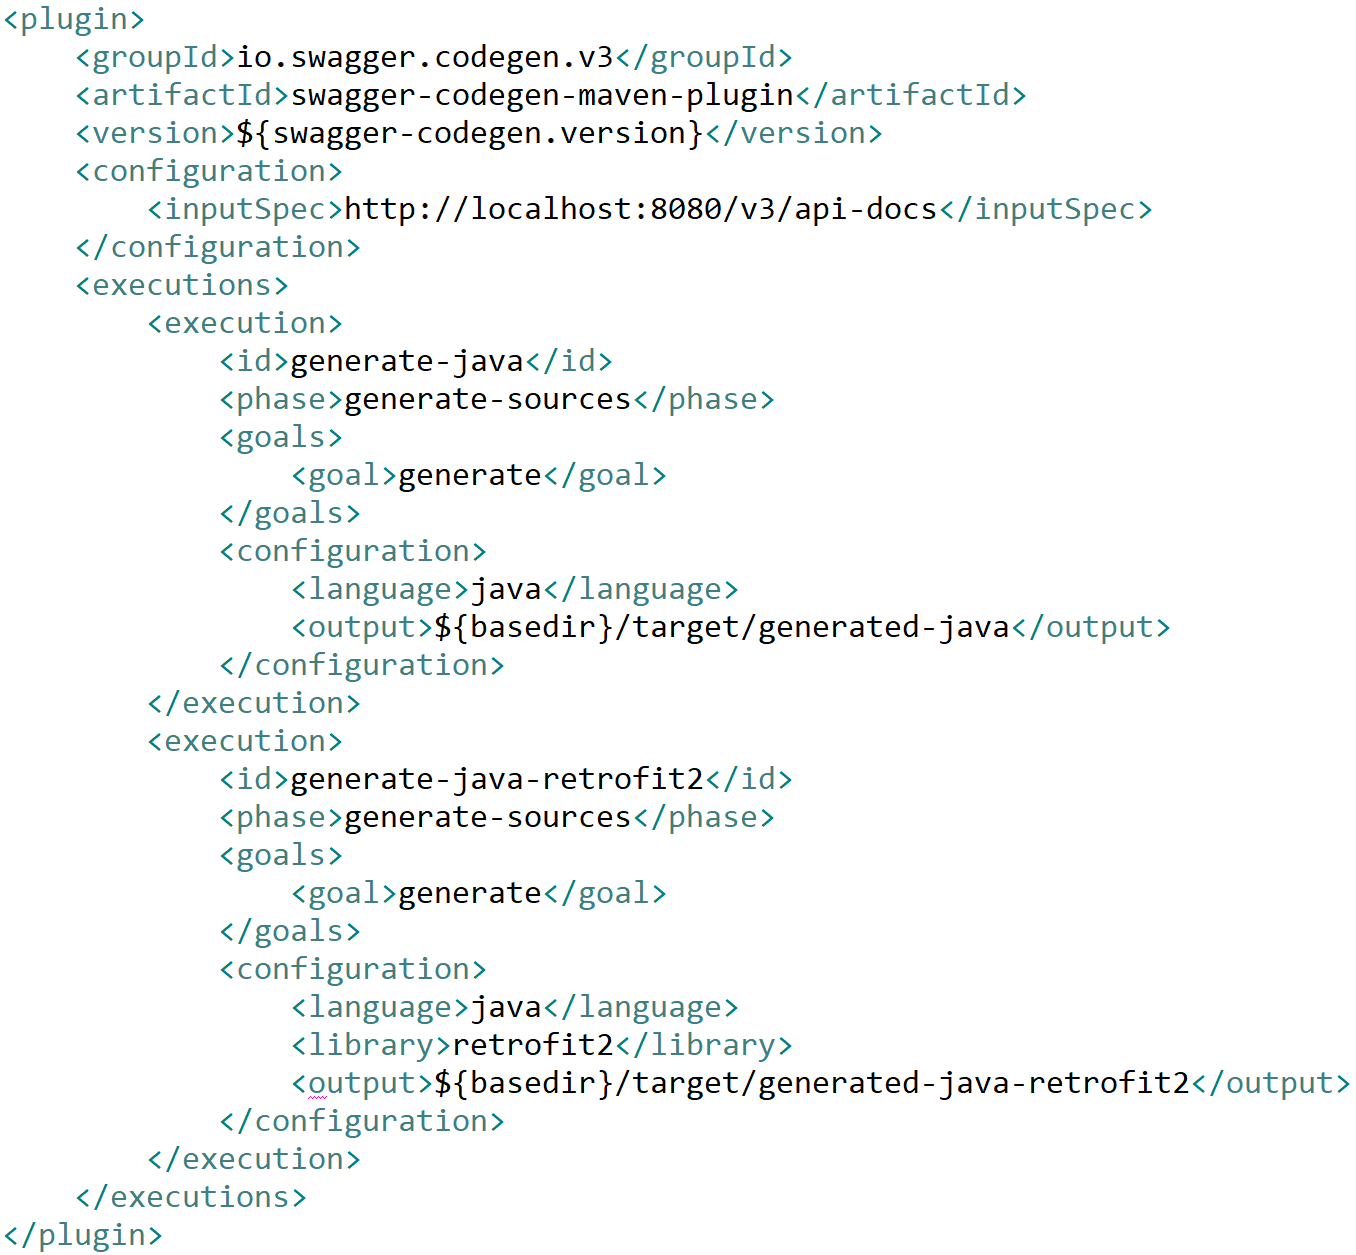 <plugin>
    <groupId>io.swagger.codegen.v3</groupId>
    <artifactId>swagger-codegen-maven-plugin</artifactId>
    <version>${swagger-codegen.version}</version>
    <configuration>
        <inputSpec>http://localhost:8080/v3/api-docs</inputSpec>
    </configuration>
    <executions>
        <execution>
            <id>generate-java</id>
            <phase>generate-sources</phase>
            <goals>
                <goal>generate</goal>
            </goals>
            <configuration>
                <language>java</language>
                <output>${basedir}/target/generated-java</output>
            </configuration>
        </execution>
        <execution>
            <id>generate-java-retrofit2</id>
            <phase>generate-sources</phase>
            <goals>
                <goal>generate</goal>
            </goals>
            <configuration>
                <language>java</language>
                <library>retrofit2</library>
                <output>${basedir}/target/generated-java-retrofit2</output>
            </configuration>
        </execution>
    </executions>
</plugin>